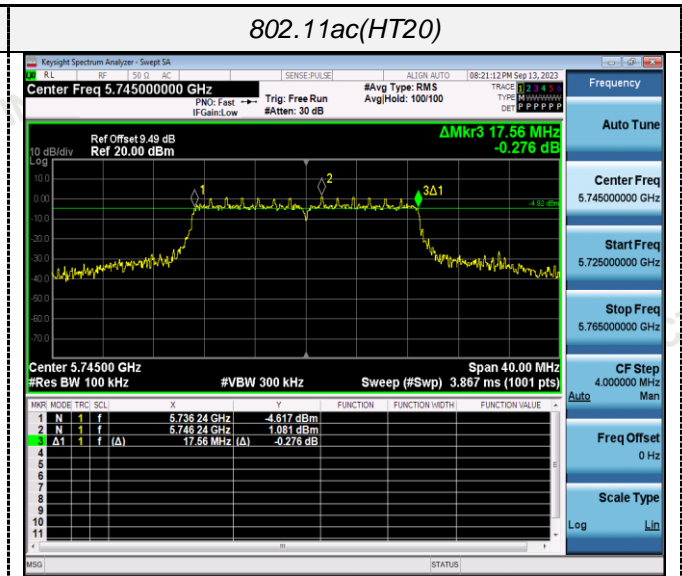 802.11ac(HT20)
Keysight Spectrum Analyzer - Swept SA
RL RF 50 Ω AC SENSE:PULSE ALIGN AUTO 08:21:12 PM Sep 13, 2023
Center Freq 5.745000000 GHz
PNO: Fast
IFGain:Low
Trig: Free Run
#Atten: 30 dB
#Avg Type: RMS
Avg|Hold: 100/100
TRACE 1 2 3 4 5 6
TYPE M W W W W W
DET P P P P P P
Frequency
Auto Tune
Center Freq
5.745000000 GHz
Start Freq
5.725000000 GHz
Stop Freq
5.765000000 GHz
CF Step
4.000000 MHz
Auto Man
Freq Offset
0 Hz
Scale Type
Log Lin
Ref Offset 9.49 dB
Ref 20.00 dBm
10 dB/div
Log
ΔMkr3 17.56 MHz
-0.276 dB
10.0
0.00
-10.0
-20.0
-30.0
-40.0
-50.0
-60.0
-70.0
1
2
3Δ1
-4.92 dBm
Center 5.74500 GHz Span 40.00 MHz
#Res BW 100 kHz #VBW 300 kHz Sweep (#Swp) 3.867 ms (1001 pts)
MKR MODE TRC SCL X Y FUNCTION FUNCTION WIDTH FUNCTION VALUE
1 N 1 f 5.736 24 GHz -4.617 dBm
2 N 1 f 5.746 24 GHz 1.081 dBm
3 Δ1 1 f (Δ) 17.56 MHz (Δ) -0.276 dB
4
5
6
7
8
9
10
11
MSG STATUS